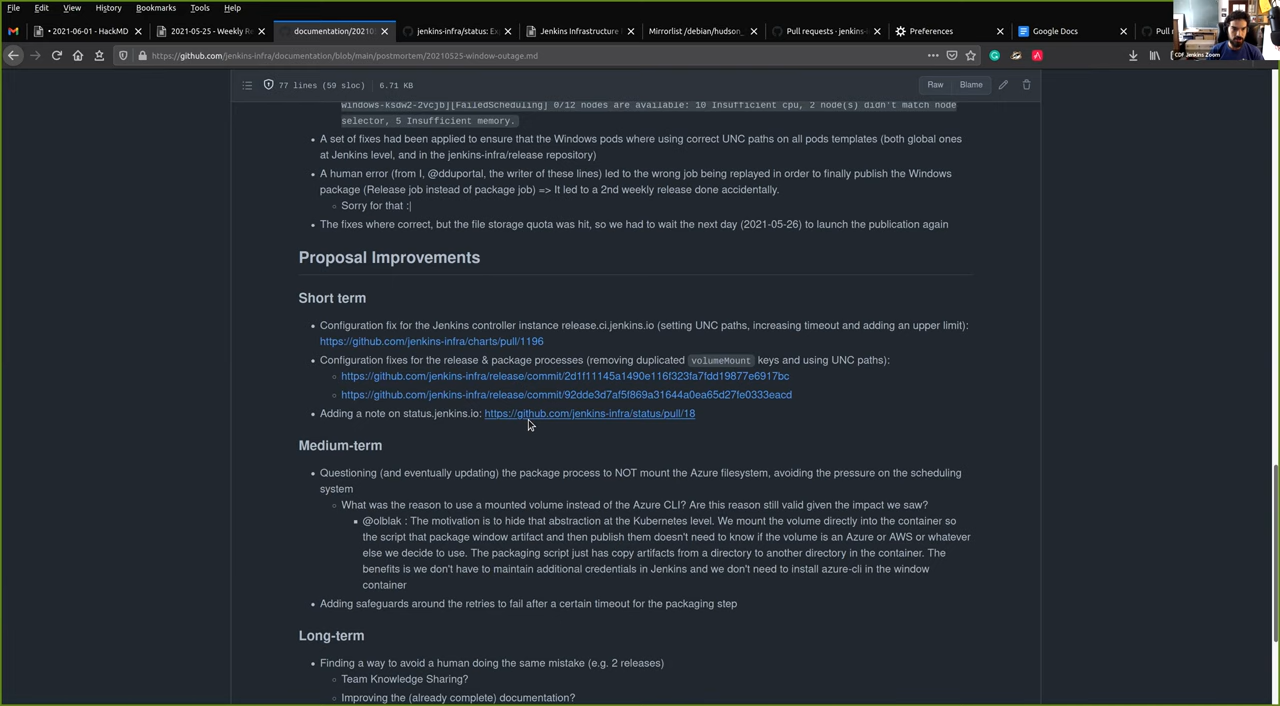 File Edit View Bookmarks Tools Help
• 2021-06-01 - HackMD
2021-05-25 - Weekly Re
documentation/20210
jenkins-infra/status: Ex
Jenkins Infrastructure
Mirrorlist /debian/hudson_
Pull requests · jenkins-i
Preferences
Google Docs
Pull r
https://github.com/jenkins-infra/documentation/blob/main/postmortem/20210525-window-outage.md
CDF Jenkins Zoom
77 lines (59 sloc) 6.71 KB
Raw Blame
windows-ksdw2-2vcjb][FailedScheduling] 0/12 nodes are available: 10 Insufficient cpu, 2 node(s) didn't match node
selector, 5 Insufficient memory.
• A set of fixes had been applied to ensure that the Windows pods where using correct UNC paths on all pods templates (both global ones
at Jenkins level, and in the jenkins-infra/release repository)
• A human error (from I, @dduportal, the writer of these lines) led to the wrong job being replayed in order to finally publish the Windows
package (Release job instead of package job) => It led to a 2nd weekly release done accidentally.
◦ Sorry for that :|
• The fixes where correct, but the file storage quota was hit, so we had to wait the next day (2021-05-26) to launch the publication again
Proposal Improvements
Short term
• Configuration fix for the Jenkins controller instance release.ci.jenkins.io (setting UNC paths, increasing timeout and adding an upper limit):
https://github.com/jenkins-infra/charts/pull/1196
• Configuration fixes for the release & package processes (removing duplicated volumeMount keys and using UNC paths):
◦ https://github.com/jenkins-infra/release/commit/2d1f11145a1490e116f323fa7fdd19877e6917bc
◦ https://github.com/jenkins-infra/release/commit/92dde3d7af5f869a31644a0ea65d27fe0333eacd
• Adding a note on status.jenkins.io: https://github.com/jenkins-infra/status/pull/18
Medium-term
• Questioning (and eventually updating) the package process to NOT mount the Azure filesystem, avoiding the pressure on the scheduling
system
◦ What was the reason to use a mounted volume instead of the Azure CLI? Are this reason still valid given the impact we saw?
▪ @olblak : The motivation is to hide that abstraction at the Kubernetes level. We mount the volume directly into the container so
the script that package window artifact and then publish them doesn't need to know if the volume is an Azure or AWS or whatever
else we decide to use. The packaging script just has copy artifacts from a directory to another directory in the container. The
benefits is we don't have to maintain additional credentials in Jenkins and we don't need to install azure-cli in the window
container
• Adding safeguards around the retries to fail after a certain timeout for the packaging step
Long-term
• Finding a way to avoid a human doing the same mistake (e.g. 2 releases)
◦ Team Knowledge Sharing?
◦ Improving the (already complete) documentation?